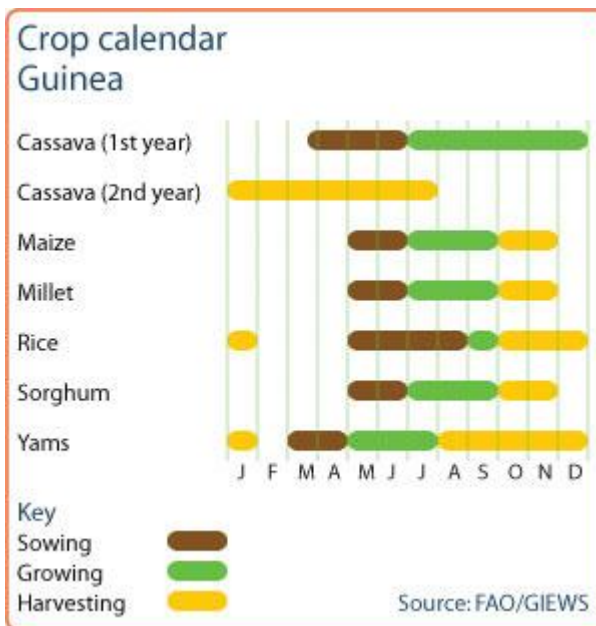 Crop calendar
Guinea
Cassava (1st year)
Cassava (2nd year)
Maize
Millet
Rice
Sorghum
Yams
J F M A M J J A S O N D
Key
Sowing
Growing
Harvesting
Source: FAO/GIEWS